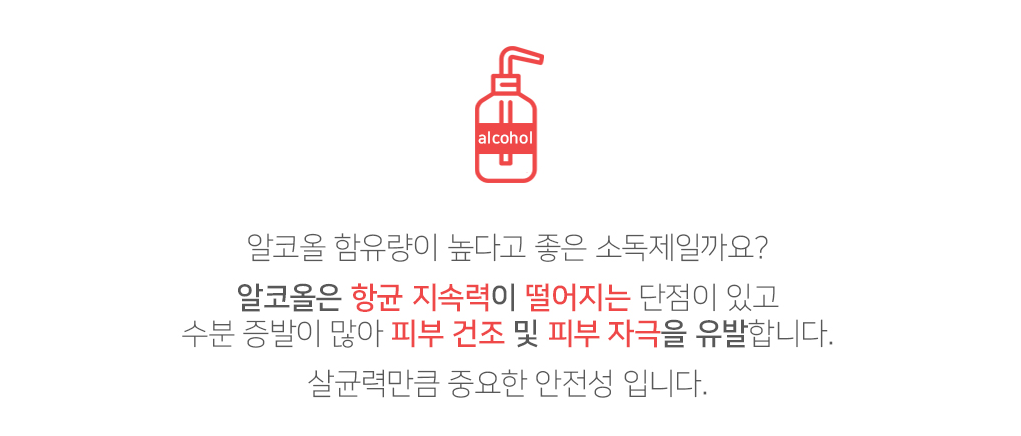 alcohol
알코올 함유량이 높다고 좋은 소독제일까요?
알코올은 항균 지속력이 떨어지는 단점이 있고
수분 증발이 많아 피부 건조 및 피부 자극을 유발합니다.
살균력만큼 중요한 안전성 입니다.